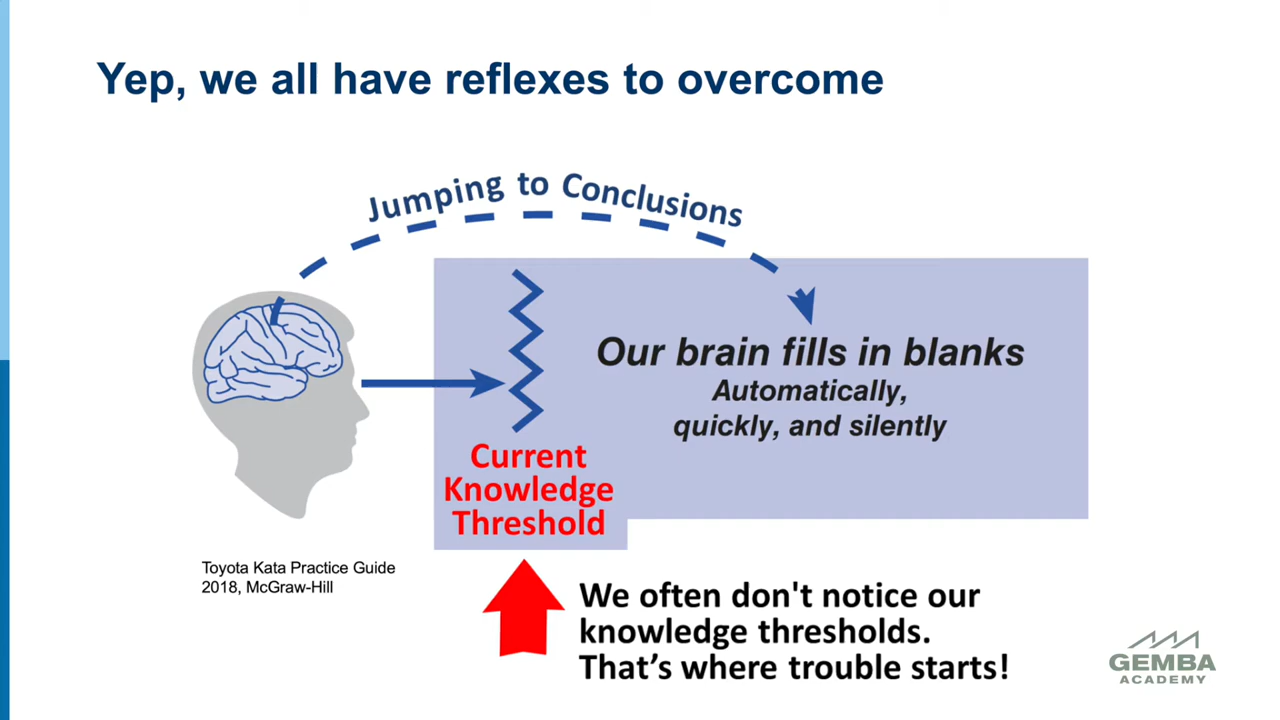 Yep, we all have reflexes to overcome
Jumping to Conclusions
Our brain fills in blanks
Automatically,
quickly, and silently
Current
Knowledge
Threshold
Toyota Kata Practice Guide
2018, McGraw-Hill
We often don't notice our
knowledge thresholds.
That’s where trouble starts!
GEMBA
ACADEMY